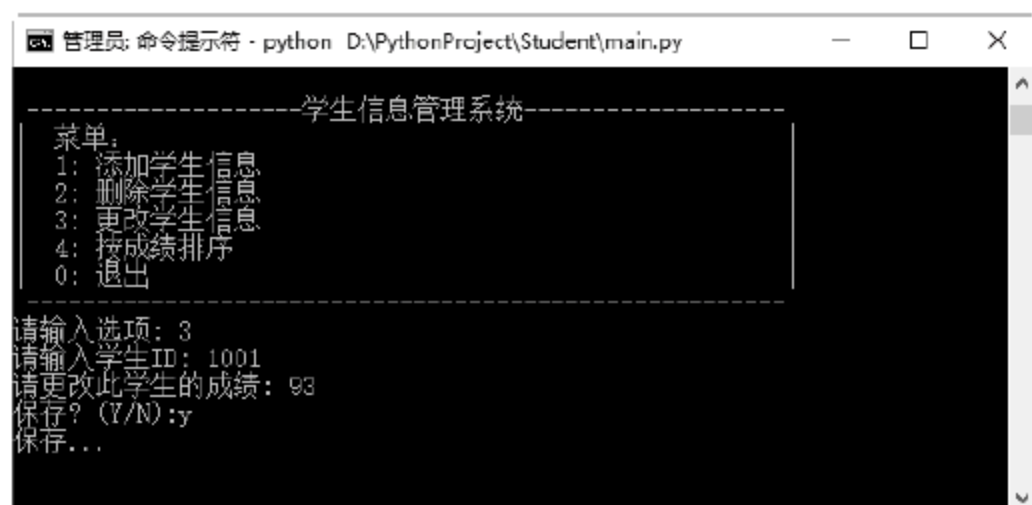 管理员: 命令提示符 - python D:\PythonProject\Student\main.py
--------------------学生信息管理系统-------------------
菜单:
1: 添加学生信息
2: 删除学生信息
3: 更改学生信息
4: 按成绩排序
0: 退出
-------------------------------------------------------
请输入选项: 3
请输入学生ID: 1001
请更改此学生的成绩: 93
保存? (Y/N):y
保存...